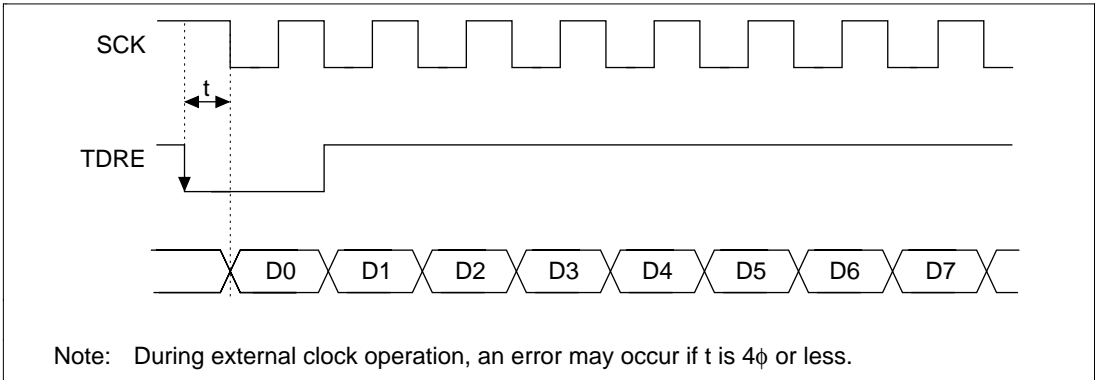 SCK
t
TDRE
D0 D1 D2 D3 D4 D5 D6 D7
Note: During external clock operation, an error may occur if t is 4ϕ or less.